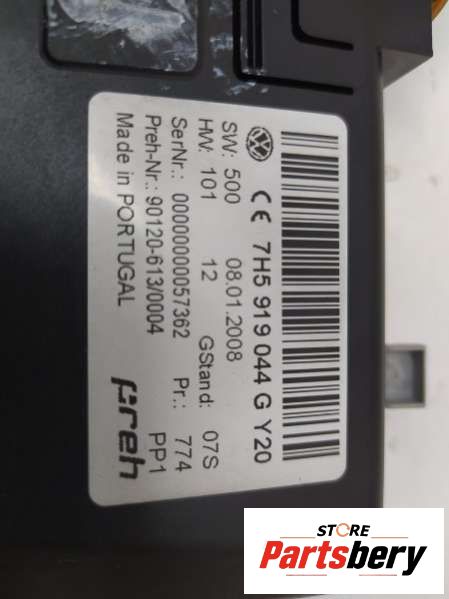 CE 7H5 919 044 G Y20
SW: 500 08.01.2008
HW: 101 12 GStand: 07S
SerNr.: 00000000057362 Pr.: 774
Preh-Nr.: 90120-613/0004 PP1
Made in PORTUGAL preh
STORE
Partsbery